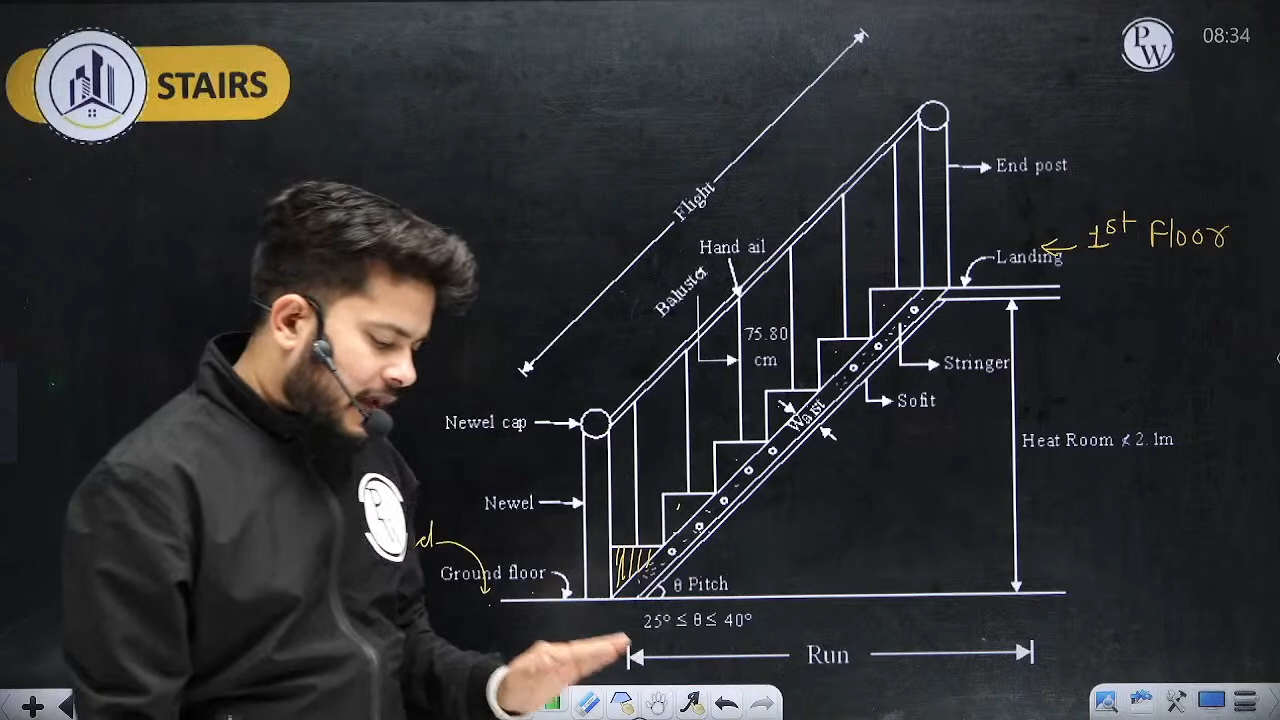 STAIRS
P
W
08:34
Flight
End post
1st Floor
Hand ail
Landing
Baluster
75.80
cm
Stringer
Sofit
Waist
Newel cap
Heat Room ≮ 2.1m
Newel
P
W
Ground floor
θ Pitch
25° ≤ θ ≤ 40°
Run